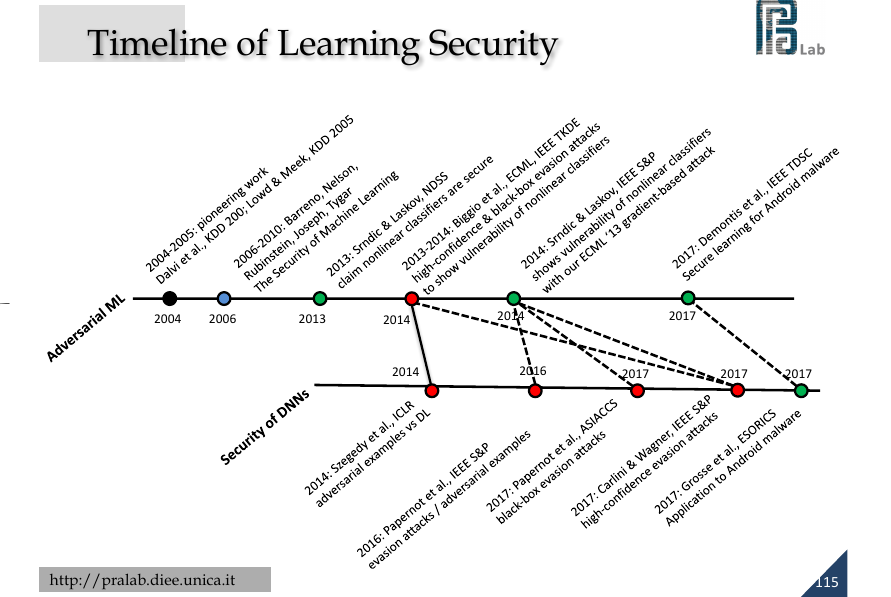 Timeline of Learning Security
Lab
2004-2005: pioneering work
Dalvi et al., KDD 200; Lowd & Meek, KDD 2005
2006-2010: Barreno, Nelson,
Rubinstein, Joseph, Tygar
The Security of Machine Learning
2013: Srndic & Laskov, NDSS
claim nonlinear classifiers are secure
2013-2014: Biggio et al., ECML, IEEE TKDE
high-confidence & black-box evasion attacks
to show vulnerability of nonlinear classifiers
2014: Srndic & Laskov, IEEE S&P
shows vulnerability of nonlinear classifiers
with our ECML '13 gradient-based attack
2017: Demontis et al., IEEE TDSC
Secure learning for Android malware
Adversarial ML
2004
2006
2013
2014
2014
2017
Security of DNNs
2014
2016
2017
2017
2017
2014: Szegedy et al., ICLR
adversarial examples vs DL
2016: Papernot et al., IEEE S&P
evasion attacks / adversarial examples
2017: Papernot et al., ASIACCS
black-box evasion attacks
2017: Carlini & Wagner, IEEE S&P
high-confidence evasion attacks
2017: Grosse et al., ESORICS
Application to Android malware
http://pralab.diee.unica.it
115